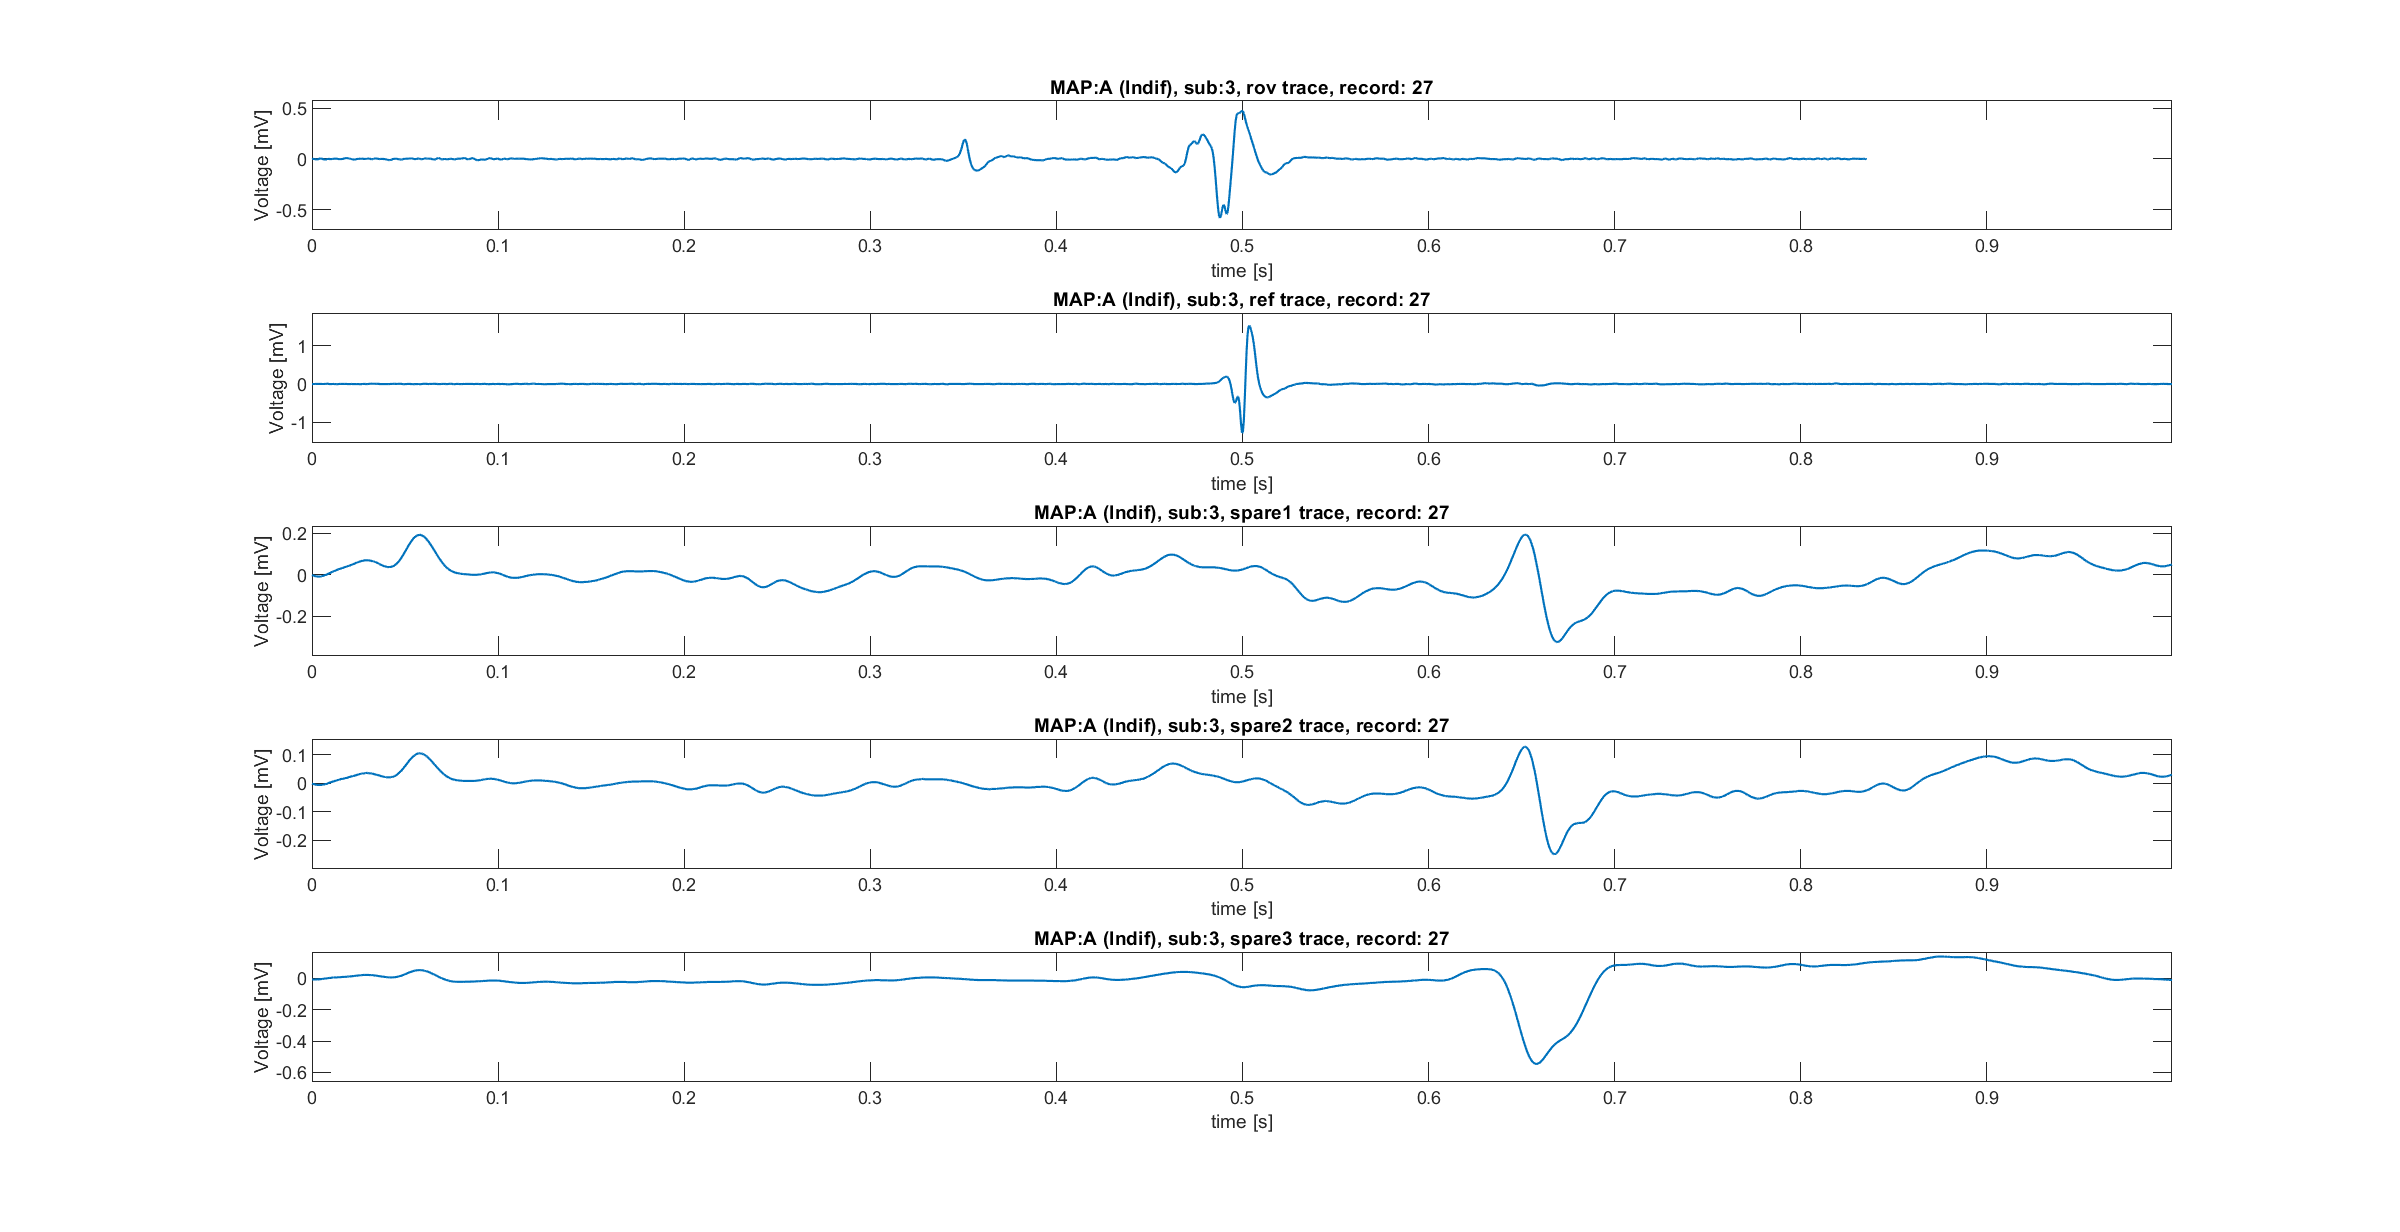 MAP:A (Indif), sub:3, rov trace, record: 27
Voltage [mV]
0.5
0
-0.5
0 0.1 0.2 0.3 0.4 0.5 0.6 0.7 0.8 0.9
time [s]
MAP:A (Indif), sub:3, ref trace, record: 27
Voltage [mV]
1
0
-1
0 0.1 0.2 0.3 0.4 0.5 0.6 0.7 0.8 0.9
time [s]
MAP:A (Indif), sub:3, spare1 trace, record: 27
Voltage [mV]
0.2
0
-0.2
0 0.1 0.2 0.3 0.4 0.5 0.6 0.7 0.8 0.9
time [s]
MAP:A (Indif), sub:3, spare2 trace, record: 27
Voltage [mV]
0.1
0
-0.1
-0.2
0 0.1 0.2 0.3 0.4 0.5 0.6 0.7 0.8 0.9
time [s]
MAP:A (Indif), sub:3, spare3 trace, record: 27
Voltage [mV]
0
-0.2
-0.4
-0.6
0 0.1 0.2 0.3 0.4 0.5 0.6 0.7 0.8 0.9
time [s]